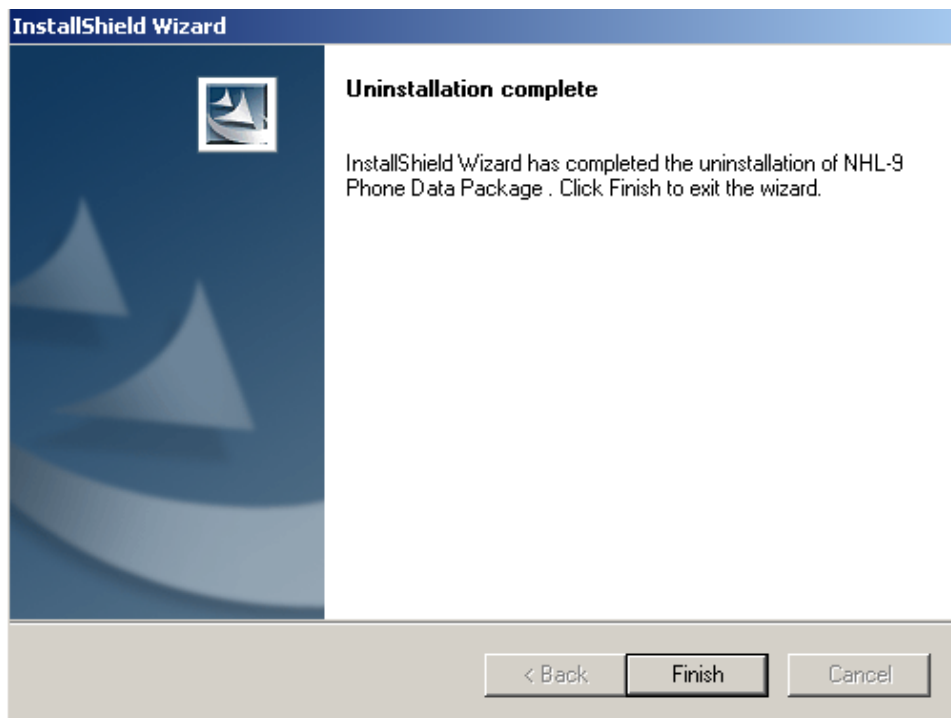 InstallShield Wizard
Uninstallation complete
InstallShield Wizard has completed the uninstallation of NHL-9
Phone Data Package . Click Finish to exit the wizard.
< Back
Finish
Cancel